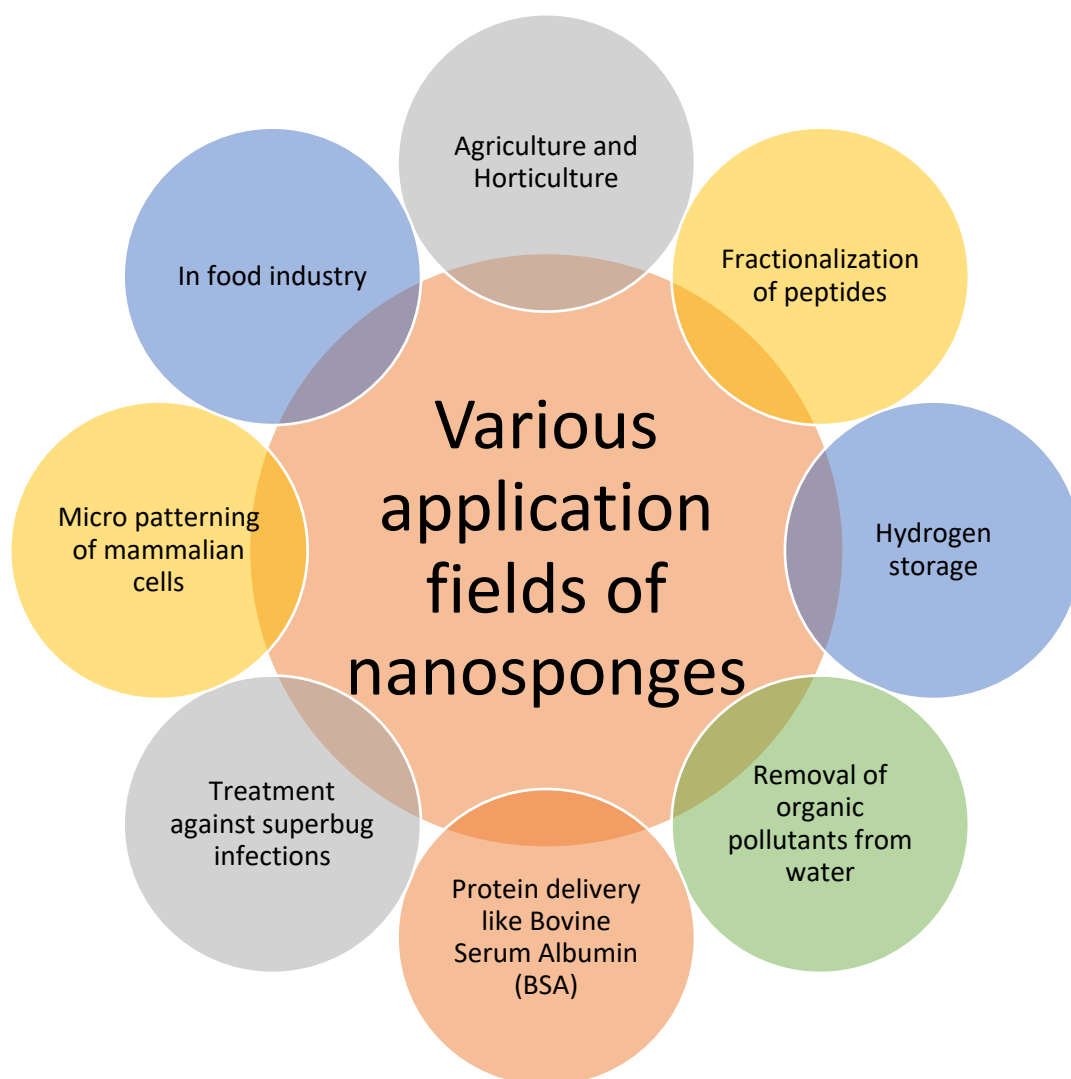 Agriculture and
Horticulture
Fractionalization
of peptides
Hydrogen
storage
Removal of
organic
pollutants from
water
Protein delivery
like Bovine
Serum Albumin
(BSA)
Treatment
against superbug
infections
Micro patterning
of mammalian
cells
In food industry
Various
application
fields of
nanosponges